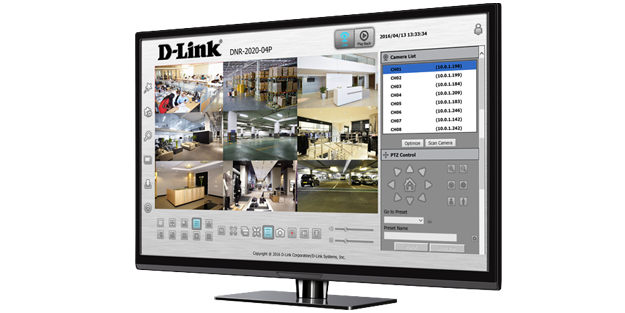 D-Link
DNR-2020-04P
Play Back
2016/04/13 13:33:34
Camera List
CH01 (10.0.1.198)
CH02 (10.0.1.199)
CH03 (10.0.1.184)
CH04 (10.0.1.209)
CH05 (10.0.1.183)
CH06 (10.0.1.246)
CH07 (10.0.1.142)
CH08 (10.0.1.242)
Optimize Scan Camera
PTZ Control
Go to Preset
Preset Name
Copyright © 2016 D-Link Corporation/D-Link Systems, Inc.